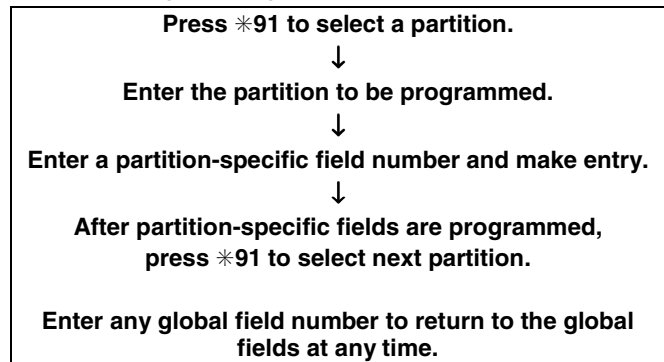 Press ✳91 to select a partition.
↓
Enter the partition to be programmed.
↓
Enter a partition-specific field number and make entry.
↓
After partition-specific fields are programmed,
press ✳91 to select next partition.
Enter any global field number to return to the global
fields at any time.